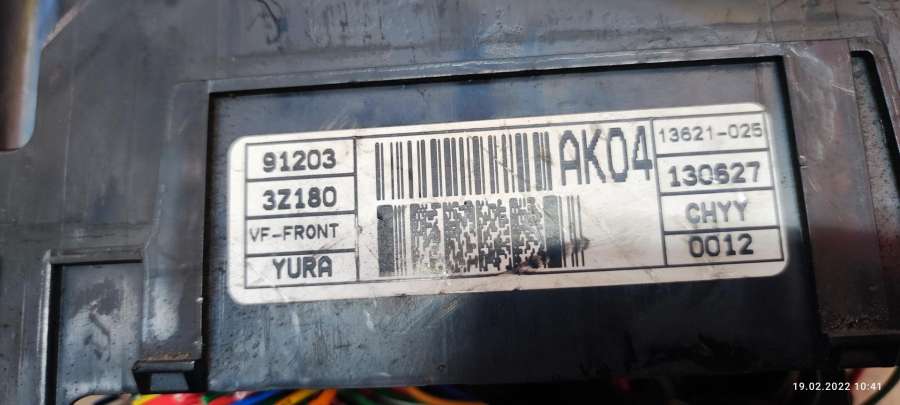 91203
3Z180
VF-FRONT
YURA
AK04
13621-025
130627
CHYY
0012
19.02.2022 10:41